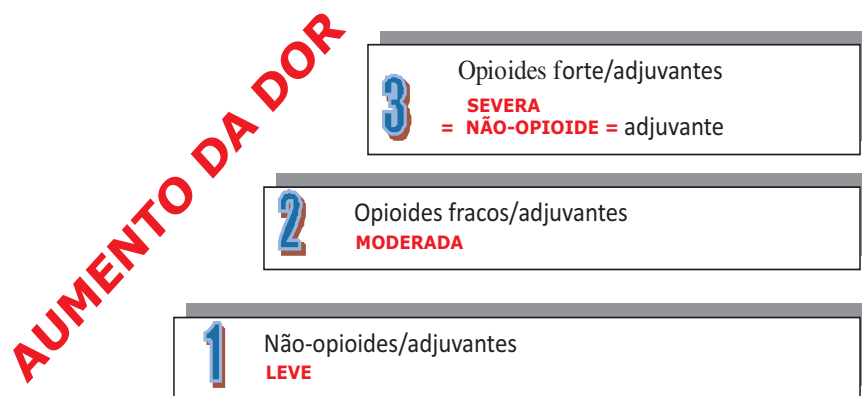 AUMENTO DA DOR
3
Opioides forte/adjuvantes
SEVERA
= NÃO-OPIOIDE = adjuvante
2
Opioides fracos/adjuvantes
MODERADA
1
Não-opioides/adjuvantes
LEVE